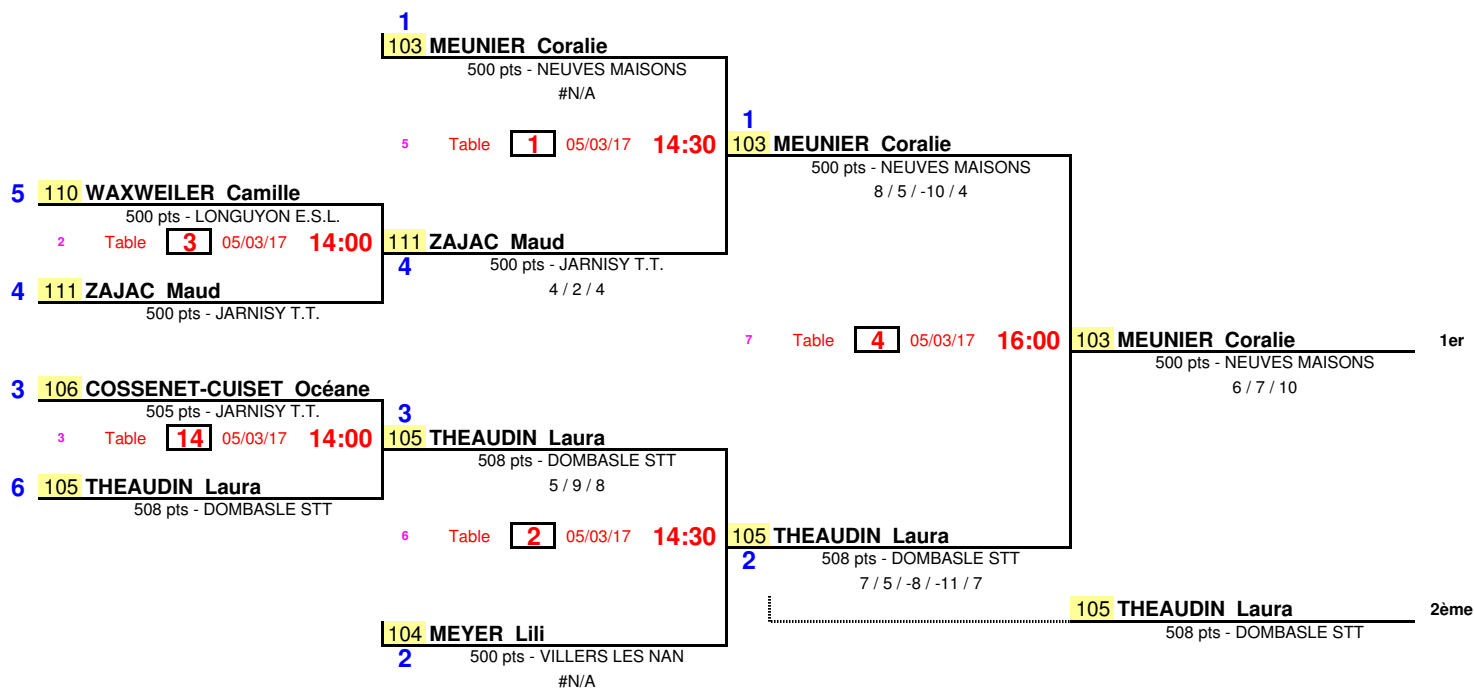 1
103 MEUNIER Coralie
500 pts - NEUVES MAISONS
#N/A
1
5 Table 1 05/03/17 14:30 103 MEUNIER Coralie
500 pts - NEUVES MAISONS
8 / 5 / -10 / 4
5 110 WAXWEILER Camille
500 pts - LONGUYON E.S.L.
2 Table 3 05/03/17 14:00 111 ZAJAC Maud
4 500 pts - JARNISY T.T.
4 / 2 / 4
4 111 ZAJAC Maud
500 pts - JARNISY T.T.
7 Table 4 05/03/17 16:00 103 MEUNIER Coralie 1er
500 pts - NEUVES MAISONS
6 / 7 / 10
3 106 COSSENET-CUISET Océane
505 pts - JARNISY T.T.
3
3 Table 14 05/03/17 14:00 105 THEAUDIN Laura
508 pts - DOMBASLE STT
5 / 9 / 8
6 105 THEAUDIN Laura
508 pts - DOMBASLE STT
6 Table 2 05/03/17 14:30 105 THEAUDIN Laura
2 508 pts - DOMBASLE STT
7 / 5 / -8 / -11 / 7
105 THEAUDIN Laura 2ème
508 pts - DOMBASLE STT
104 MEYER Lili
2 500 pts - VILLERS LES NAN
#N/A